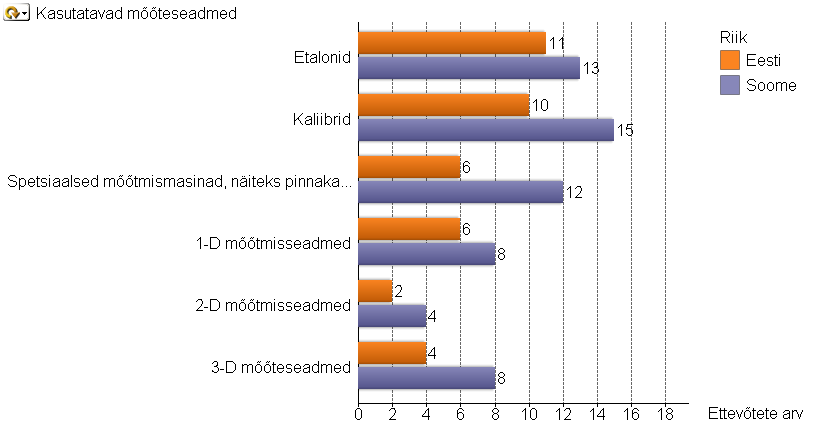 Kasutatavad mõõteseadmed
Etalonid
11
13
Kaliibrid
10
15
Spetsiaalsed mõõtmismasinad, näiteks pinnaka...
6
12
1-D mõõtmisseadmed
6
8
2-D mõõtmisseadmed
2
4
3-D mõõteseadmed
4
8
0 2 4 6 8 10 12 14 16 18
Ettevõtete arv
Riik
Eesti
Soome